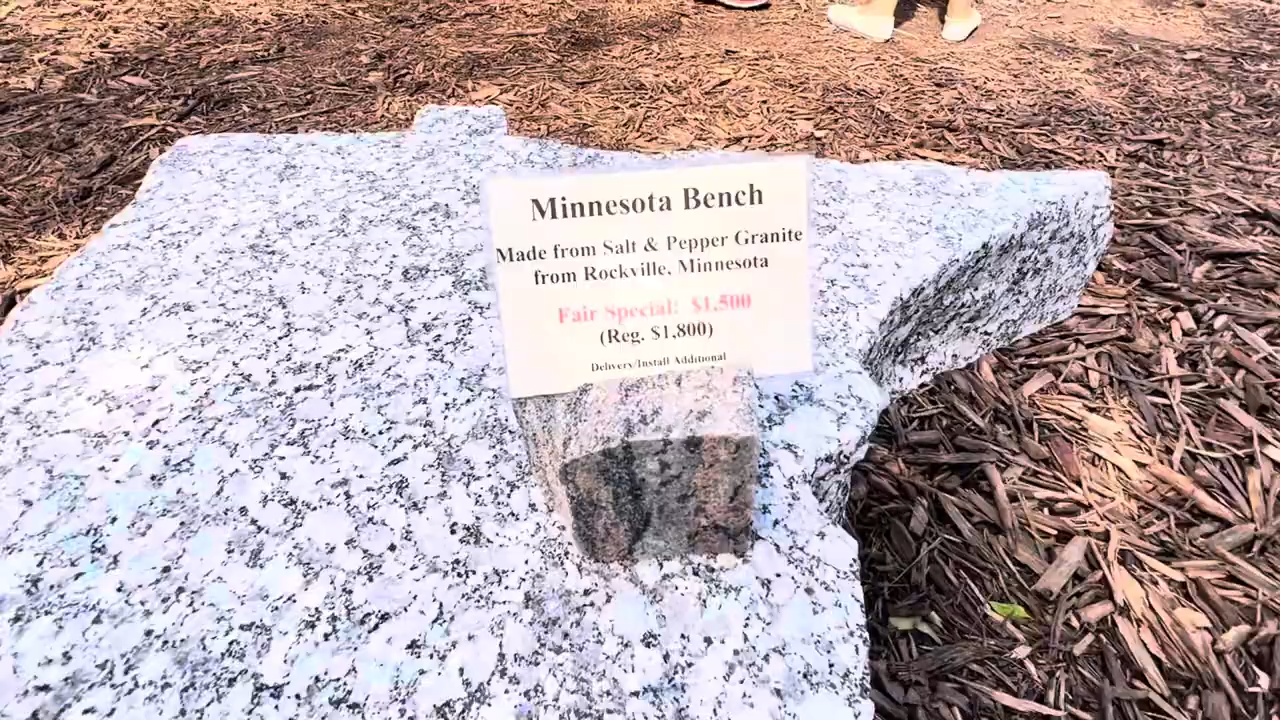 Minnesota Bench
Made from Salt & Pepper Granite
from Rockville, Minnesota
Fair Special: $1,500
(Reg. $1,800)
Delivery/Install Additional